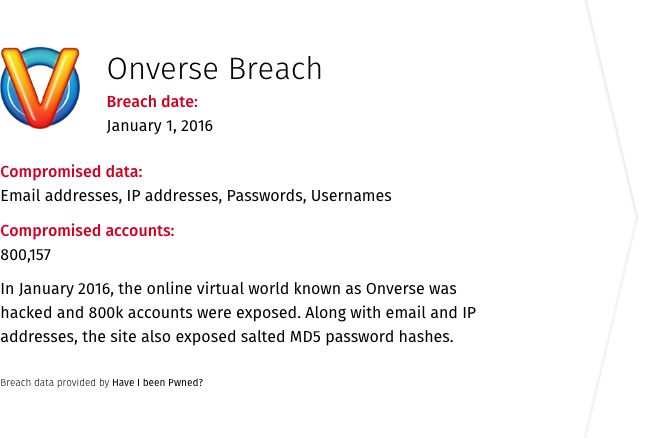 Onverse Breach
Breach date:
January 1, 2016
Compromised data:
Email addresses, IP addresses, Passwords, Usernames
Compromised accounts:
800,157
In January 2016, the online virtual world known as Onverse was
hacked and 800k accounts were exposed. Along with email and IP
addresses, the site also exposed salted MD5 password hashes.
Breach data provided by Have I been Pwned?